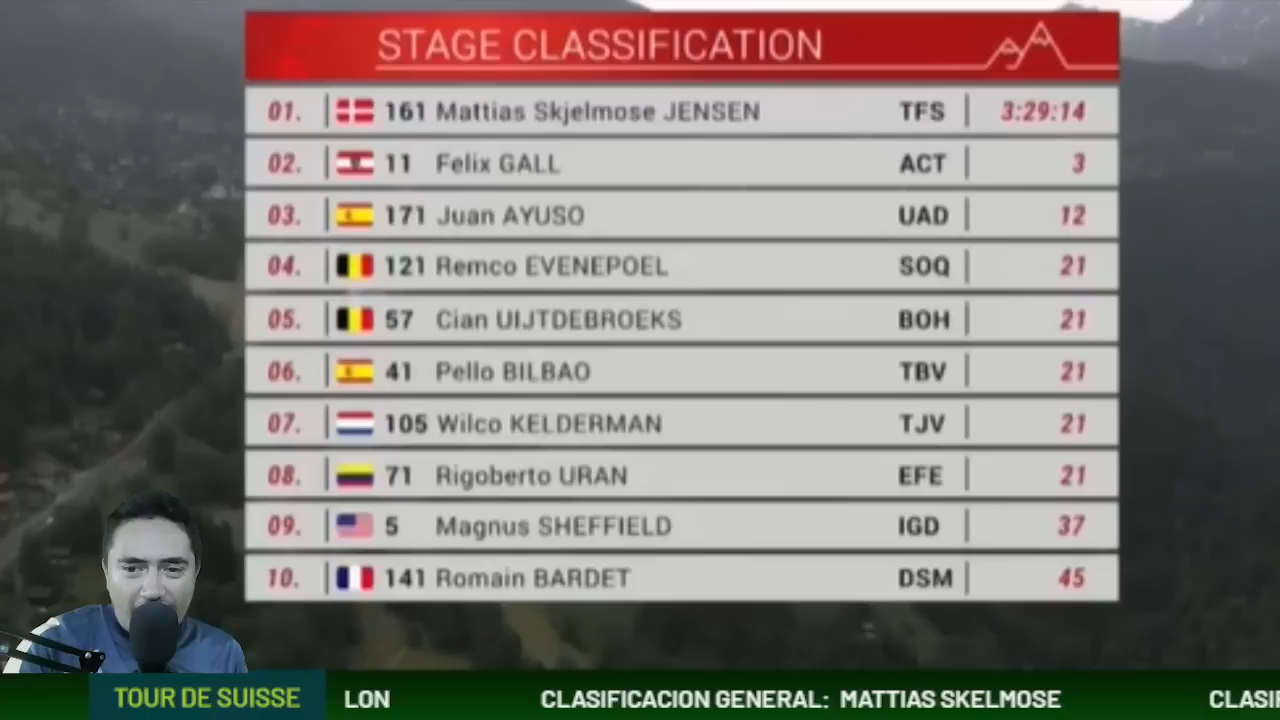 STAGE CLASSIFICATION
01. 161 Mattias Skjelmose JENSEN TFS 3:29:14
02. 11 Felix GALL ACT 3
03. 171 Juan AYUSO UAD 12
04. 121 Remco EVENEPOEL SOQ 21
05. 57 Cian UIJTDEBROEKS BOH 21
06. 41 Pello BILBAO TBV 21
07. 105 Wilco KELDERMAN TJV 21
08. 71 Rigoberto URAN EFE 21
09. 5 Magnus SHEFFIELD IGD 37
10. 141 Romain BARDET DSM 45
TOUR DE SUISSE LON CLASIFICACION GENERAL: MATTIAS SKELMOSE CLASI